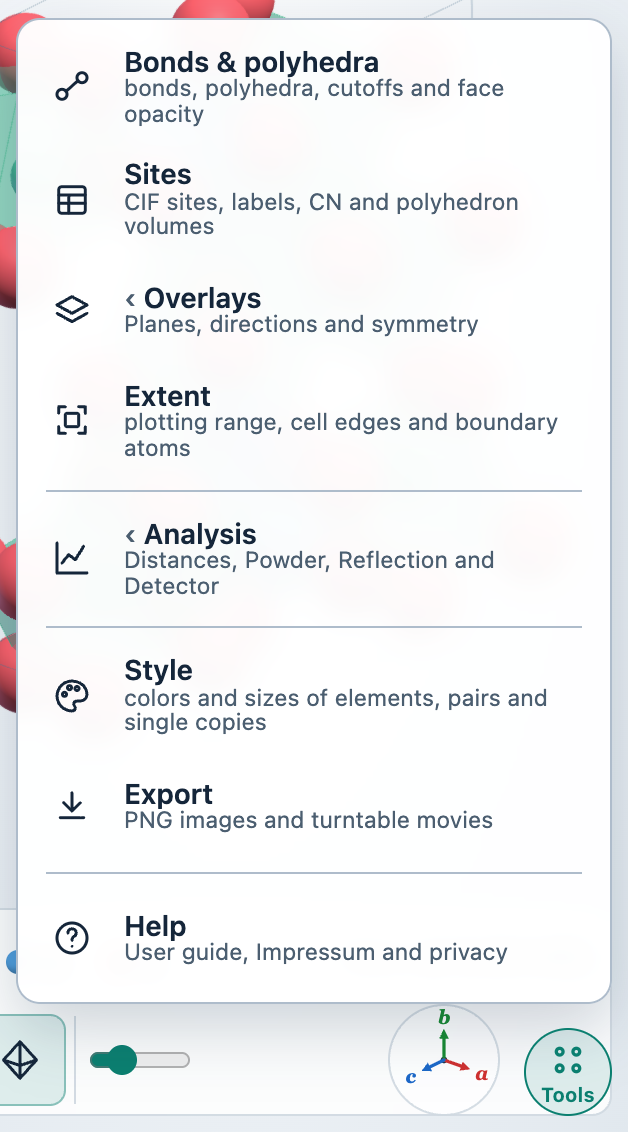 Bonds & polyhedra
bonds, polyhedra, cutoffs and face
opacity
Sites
CIF sites, labels, CN and polyhedron
volumes
‹ Overlays
Planes, directions and symmetry
Extent
plotting range, cell edges and boundary
atoms
‹ Analysis
Distances, Powder, Reflection and
Detector
Style
colors and sizes of elements, pairs and
single copies
Export
PNG images and turntable movies
Help
User guide, Impressum and privacy
b
c
a
Tools